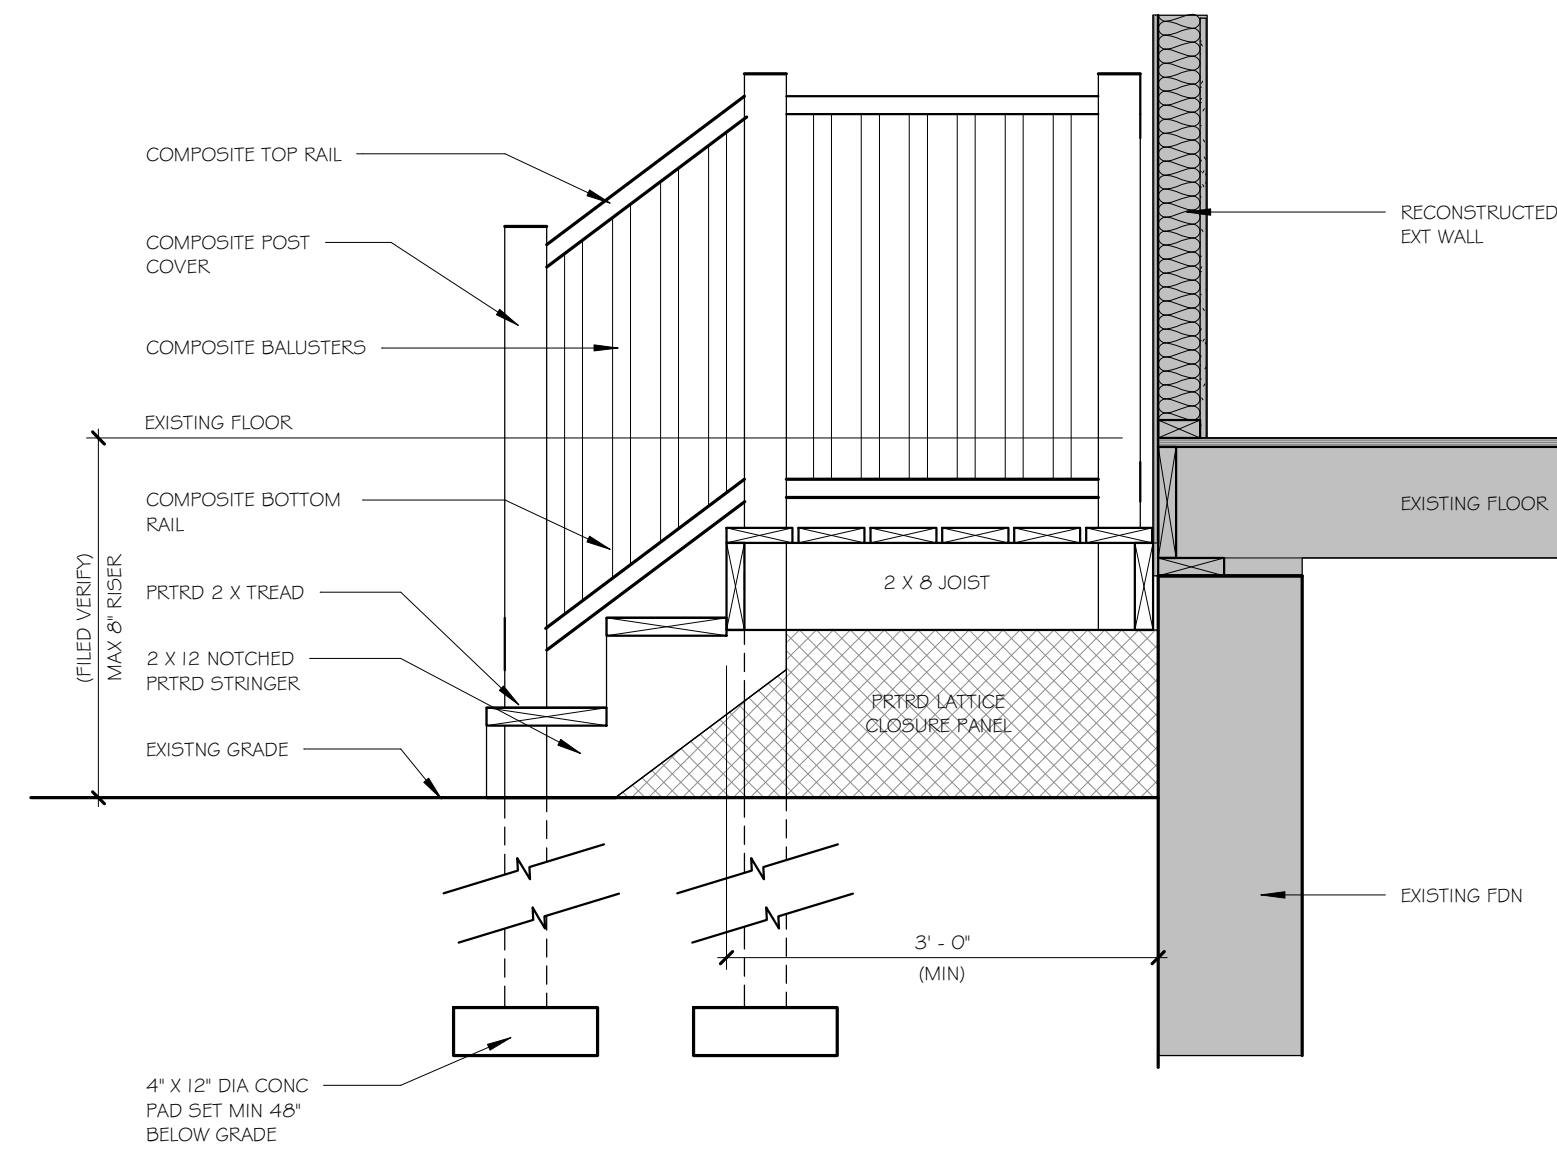 COMPOSITE TOP RAIL
COMPOSITE POST
COVER
COMPOSITE BALUSTERS
EXISTING FLOOR
COMPOSITE BOTTOM
RAIL
PRTRD 2 X TREAD
2 X 12 NOTCHED
PRTRD STRINGER
EXISTNG GRADE
(FILED VERIFY)
MAX 8" RISER
4" X 12" DIA CONC
PAD SET MIN 48"
BELOW GRADE
2 X 8 JOIST
PRTRD LATTICE
CLOSURE PANEL
3' - 0"
(MIN)
RECONSTRUCTED
EXT WALL
EXISTING FLOOR
EXISTING FDN